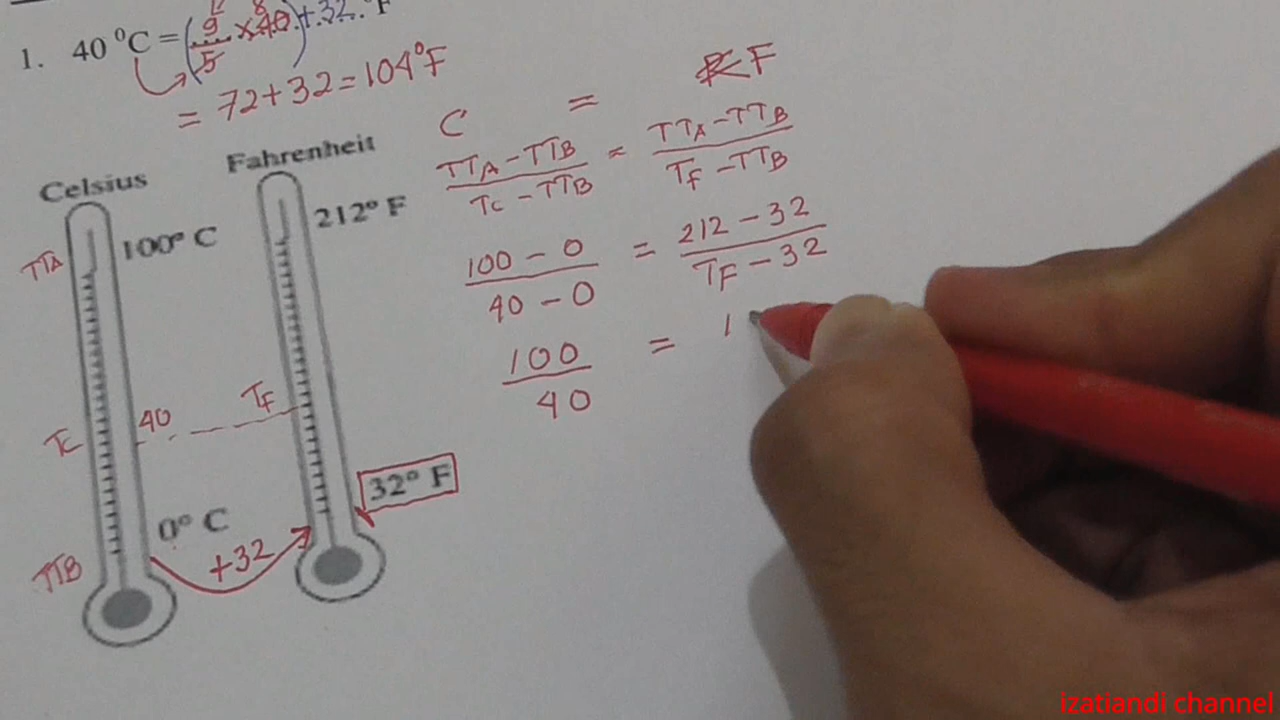 1. 40 °C = (9/5 × 40) + 32. °F
= 72 + 32 = 104°F
C = F
TTA - TTB / Tc - TTB = TTA - TTB / TF - TTB
100 - 0 / 40 - 0 = 212 - 32 / TF - 32
100 / 40 = 1
Celsius
Fahrenheit
TTA
100° C
212° F
Tc
40
TF
32° F
0° C
+32
TTB
izatiandi channel